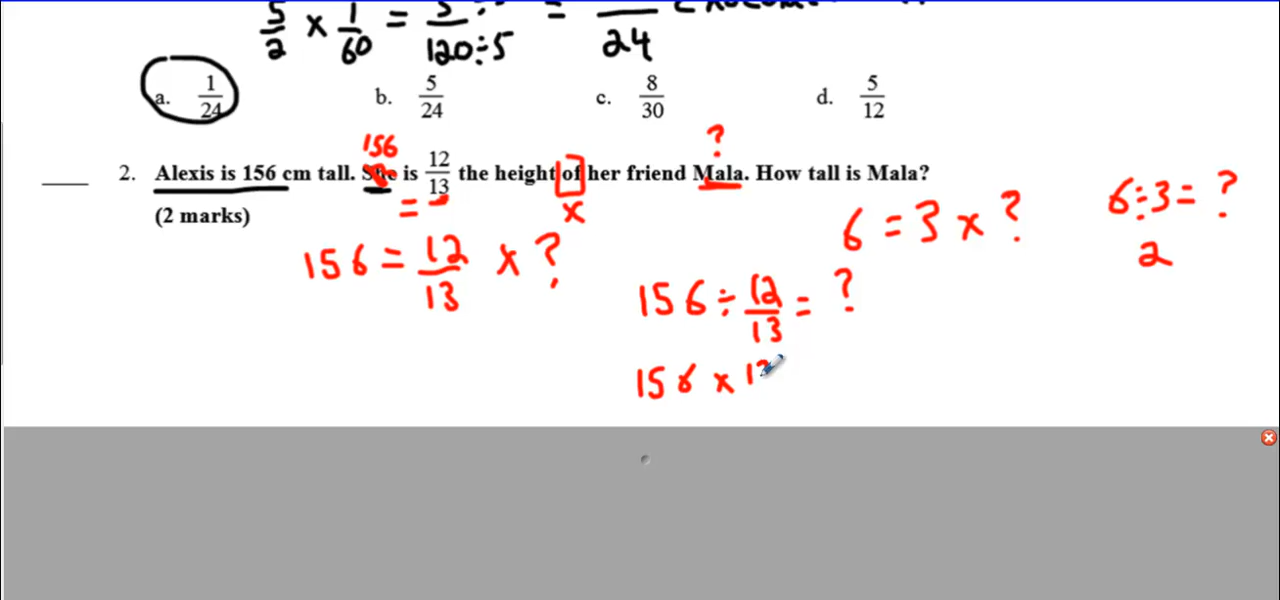 5/2 × 1/60 = 5/120÷5 = /24
a. 1/24 b. 5/24 c. 8/30 d. 5/12
156 ?
2. Alexis is 156 cm tall. She is 12/13 the height of her friend Mala. How tall is Mala?
(2 marks) = x
6 = 3 x ? 6÷3 = ?
2
156 = 12/13 x ?
156 ÷ 12/13 = ?
156 x